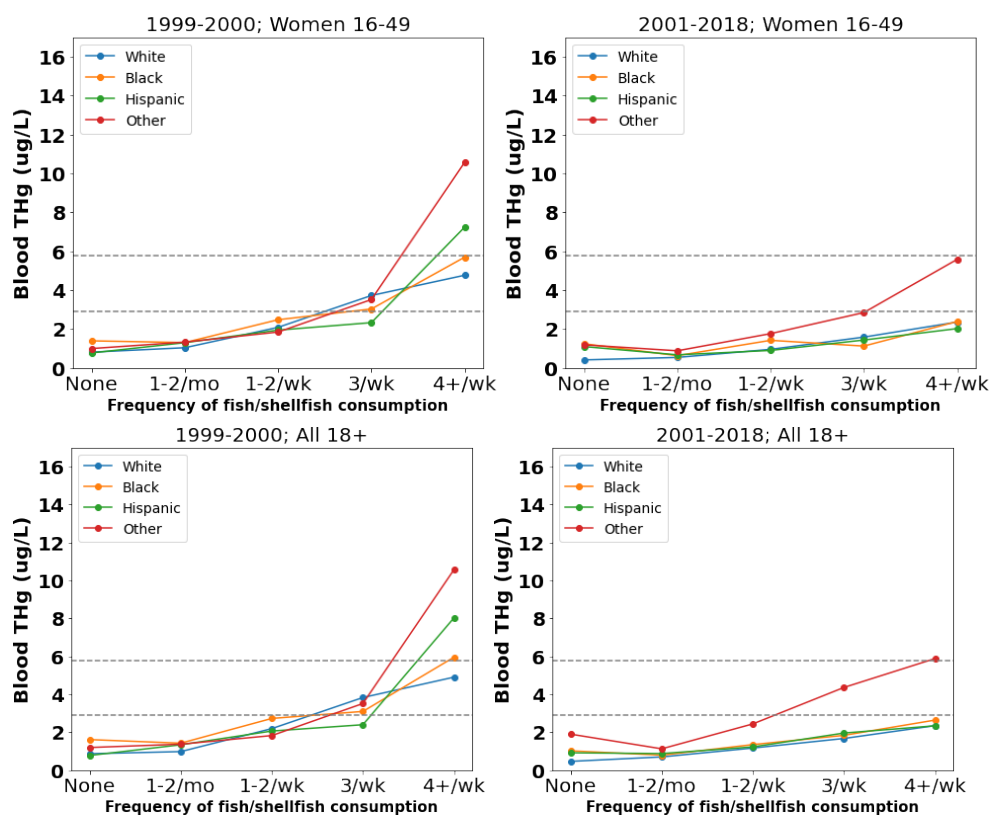 1999-2000; Women 16-49
Blood THg (ug/L)
16
14
12
10
8
6
4
2
0
White
Black
Hispanic
Other
None 1-2/mo 1-2/wk 3/wk 4+/wk
Frequency of fish/shellfish consumption
2001-2018; Women 16-49
Blood THg (ug/L)
16
14
12
10
8
6
4
2
0
White
Black
Hispanic
Other
None 1-2/mo 1-2/wk 3/wk 4+/wk
Frequency of fish/shellfish consumption
1999-2000; All 18+
Blood THg (ug/L)
16
14
12
10
8
6
4
2
0
White
Black
Hispanic
Other
None 1-2/mo 1-2/wk 3/wk 4+/wk
Frequency of fish/shellfish consumption
2001-2018; All 18+
Blood THg (ug/L)
16
14
12
10
8
6
4
2
0
White
Black
Hispanic
Other
None 1-2/mo 1-2/wk 3/wk 4+/wk
Frequency of fish/shellfish consumption